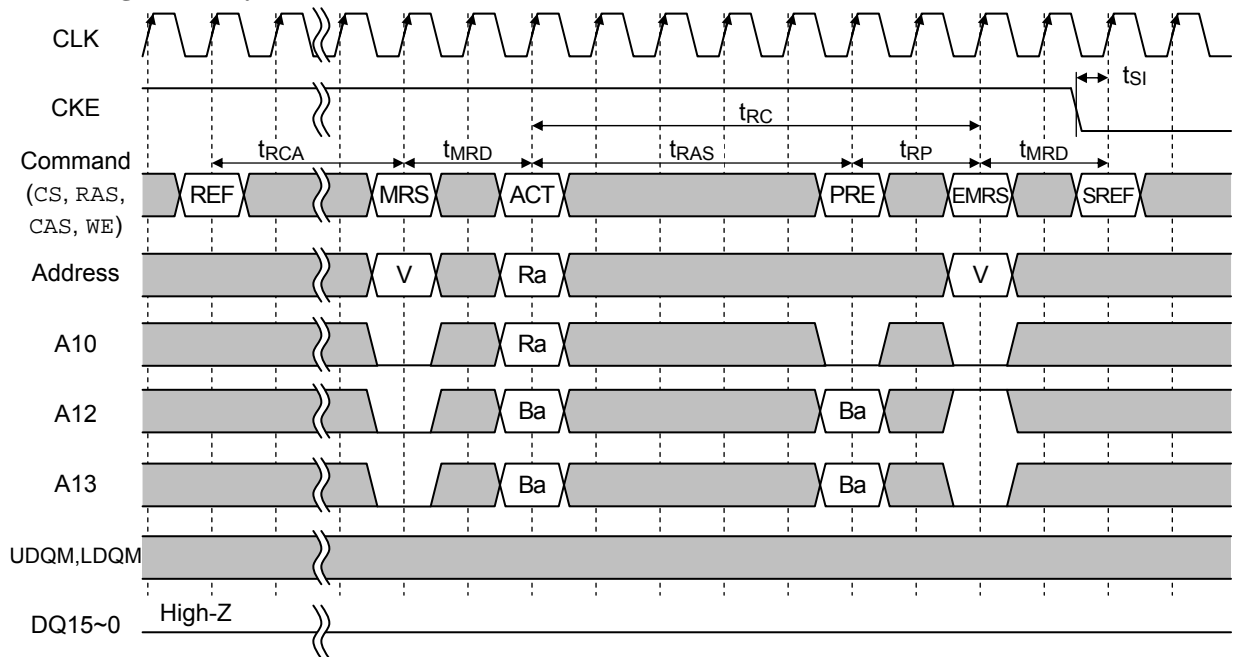 CLK
CKE
tSI
tRC
Command
(CS, RAS,
CAS, WE)
tRCA tMRD tRAS tRP tMRD
REF MRS ACT PRE EMRS SREF
Address V Ra V
A10 Ra
A12 Ba Ba
A13 Ba Ba
UDQM,LDQM
DQ15~0 High-Z